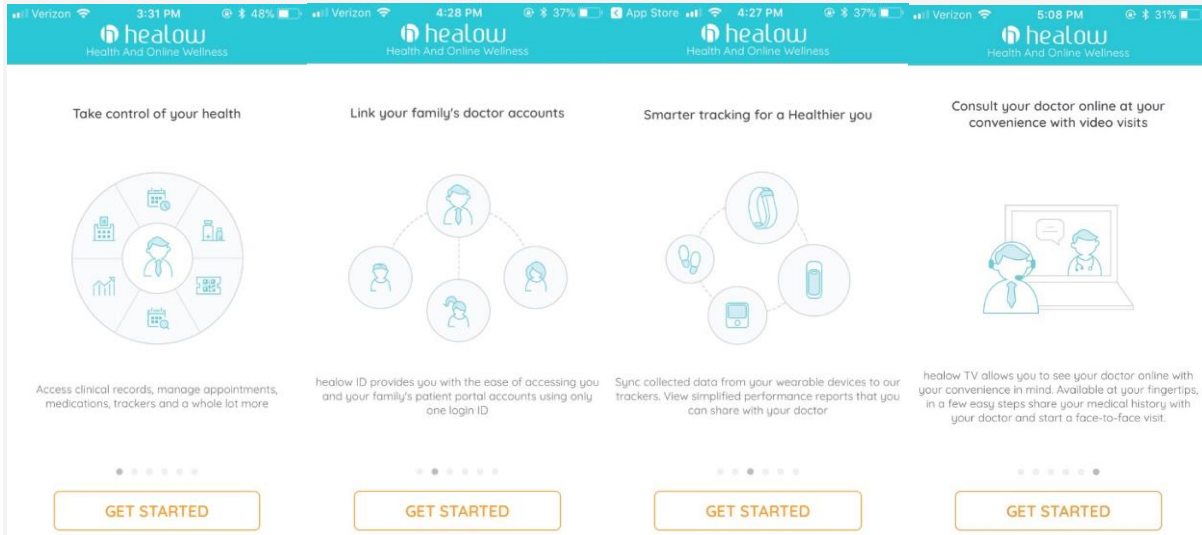 Verizon 3:31 PM 48%
healow
Health And Online Wellness
Take control of your health
Access clinical records, manage appointments,
medications, trackers and a whole lot more
GET STARTED
Verizon 4:28 PM 37%
healow
Health And Online Wellness
Link your family's doctor accounts
healow ID provides you with the ease of accessing you
and your family's patient portal accounts using only
one login ID
GET STARTED
App Store 4:27 PM 37%
healow
Health And Online Wellness
Smarter tracking for a Healthier you
Sync collected data from your wearable devices to our
trackers. View simplified performance reports that you
can share with your doctor
GET STARTED
Verizon 5:08 PM 31%
healow
Health And Online Wellness
Consult your doctor online at your
convenience with video visits
healow TV allows you to see your doctor online with
your convenience in mind. Available at your fingertips,
in a few easy steps share your medical history with
your doctor and start a face-to-face visit.
GET STARTED